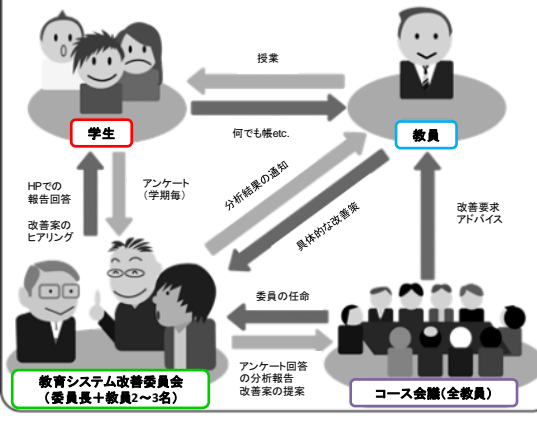 授業
学生
何でも帳etc.
教員
HPでの
報告回答
改善案の
ヒアリング
アンケート
（学期毎）
分析結果の通知
具体的な改善策
改善要求
アドバイス
委員の任命
アンケート回答
の分析報告
改善案の提案
教育システム改善委員会
（委員長＋教員2～3名）
コース会議（全教員）